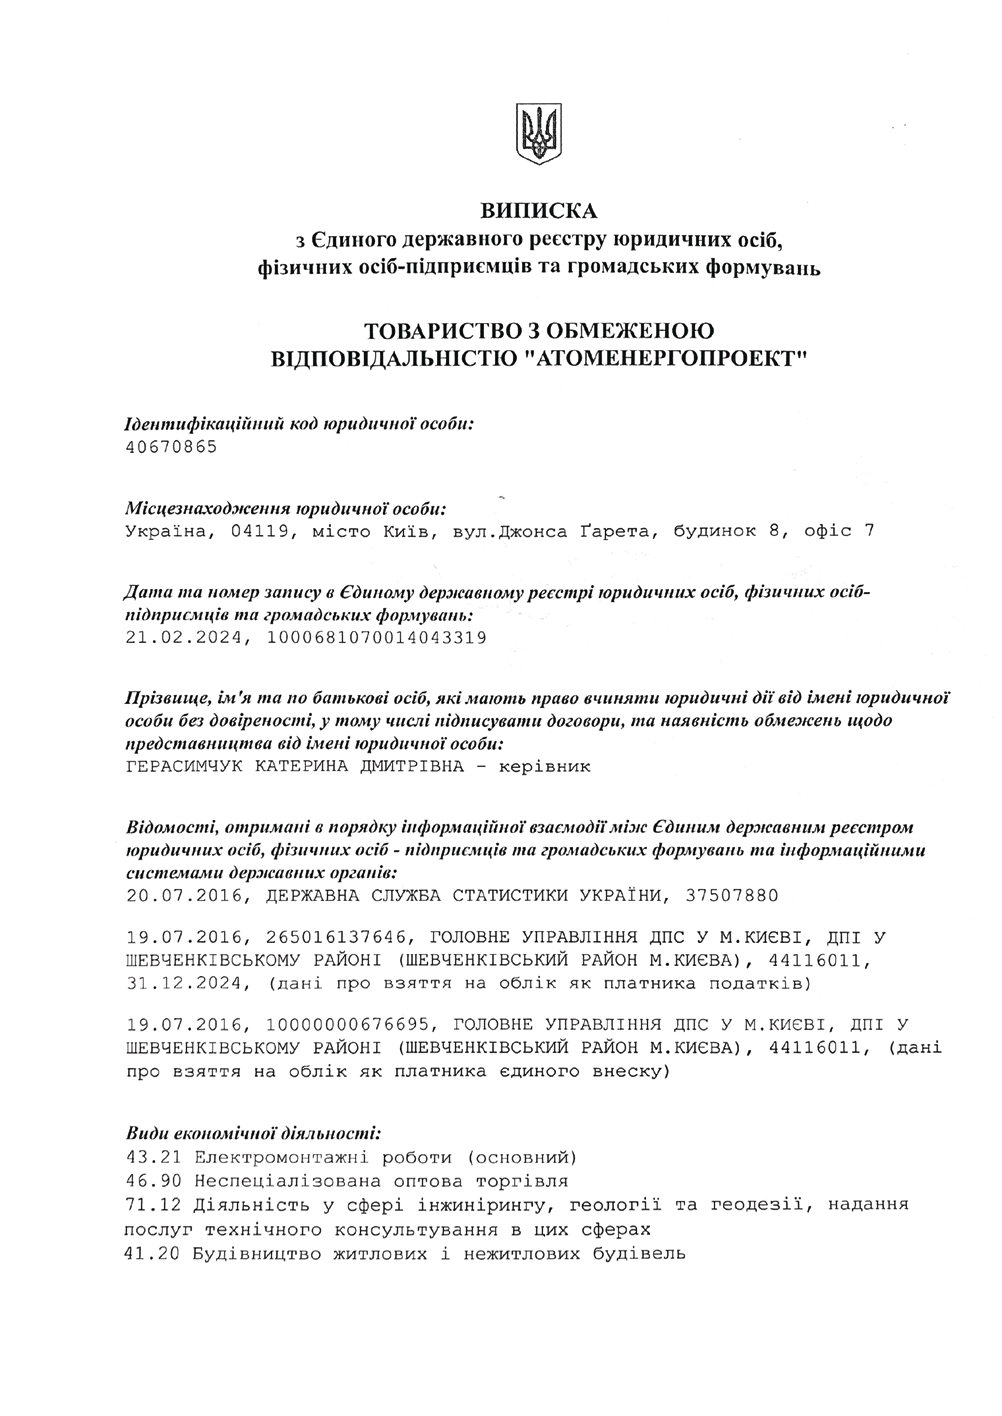 ВИПИСКА
з Єдиного державного реєстру юридичних осіб,
фізичних осіб-підприємців та громадських формувань
ТОВАРИСТВО З ОБМЕЖЕНОЮ
ВІДПОВІДАЛЬНІСТЮ "АТОМЕНЕРГОПРОЕКТ"
Ідентифікаційний код юридичної особи:
40670865
Місцезнаходження юридичної особи:
Україна, 04119, місто Київ, вул.Джонса Ґарета, будинок 8, офіс 7
Дата та номер запису в Єдиному державному реєстрі юридичних осіб, фізичних осіб-
підприємців та громадських формувань:
21.02.2024, 1000681070014043319
Прізвище, ім'я та по батькові осіб, які мають право вчиняти юридичні дії від імені юридичної
особи без довіреності, у тому числі підписувати договори, та наявність обмежень щодо
представництва від імені юридичної особи:
ГЕРАСИМЧУК КАТЕРИНА ДМИТРІВНА – керівник
Відомості, отримані в порядку інформаційної взаємодії між Єдиним державним реєстром
юридичних осіб, фізичних осіб - підприємців та громадських формувань та інформаційними
системами державних органів:
20.07.2016, ДЕРЖАВНА СЛУЖБА СТАТИСТИКИ УКРАЇНИ, 37507880
19.07.2016, 265016137646, ГОЛОВНЕ УПРАВЛІННЯ ДПС У М.КИЄВІ, ДПІ У
ШЕВЧЕНКІВСЬКОМУ РАЙОНІ (ШЕВЧЕНКІВСЬКИЙ РАЙОН М.КИЄВА), 44116011,
31.12.2024, (дані про взяття на облік як платника податків)
19.07.2016, 10000000676695, ГОЛОВНЕ УПРАВЛІННЯ ДПС У М.КИЄВІ, ДПІ У
ШЕВЧЕНКІВСЬКОМУ РАЙОНІ (ШЕВЧЕНКІВСЬКИЙ РАЙОН М.КИЄВА), 44116011, (дані
про взяття на облік як платника єдиного внеску)
Види економічної діяльності:
43.21 Електромонтажні роботи (основний)
46.90 Неспеціалізована оптова торгівля
71.12 Діяльність у сфері інжинірингу, геології та геодезії, надання
послуг технічного консультування в цих сферах
41.20 Будівництво житлових і нежитлових будівель